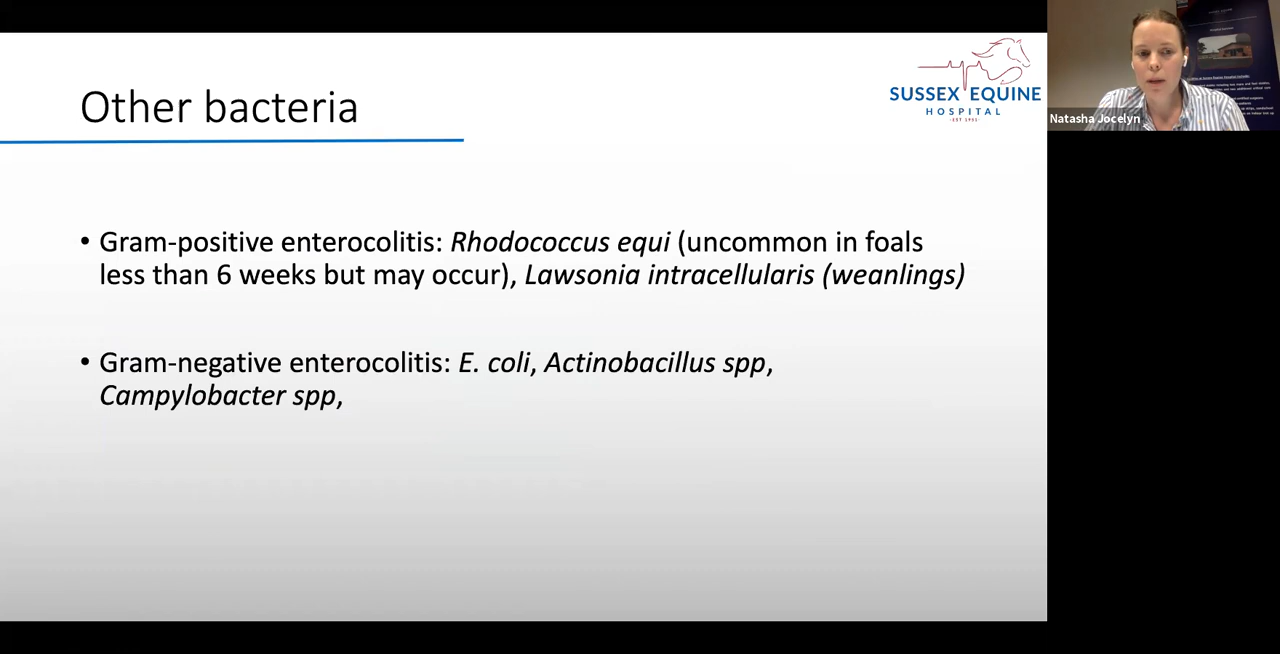 Other bacteria
SUSSEX EQUINE
HOSPITAL
Natasha Jocelyn
• Gram-positive enterocolitis: Rhodococcus equi (uncommon in foals
less than 6 weeks but may occur), Lawsonia intracellularis (weanlings)
• Gram-negative enterocolitis: E. coli, Actinobacillus spp,
Campylobacter spp,